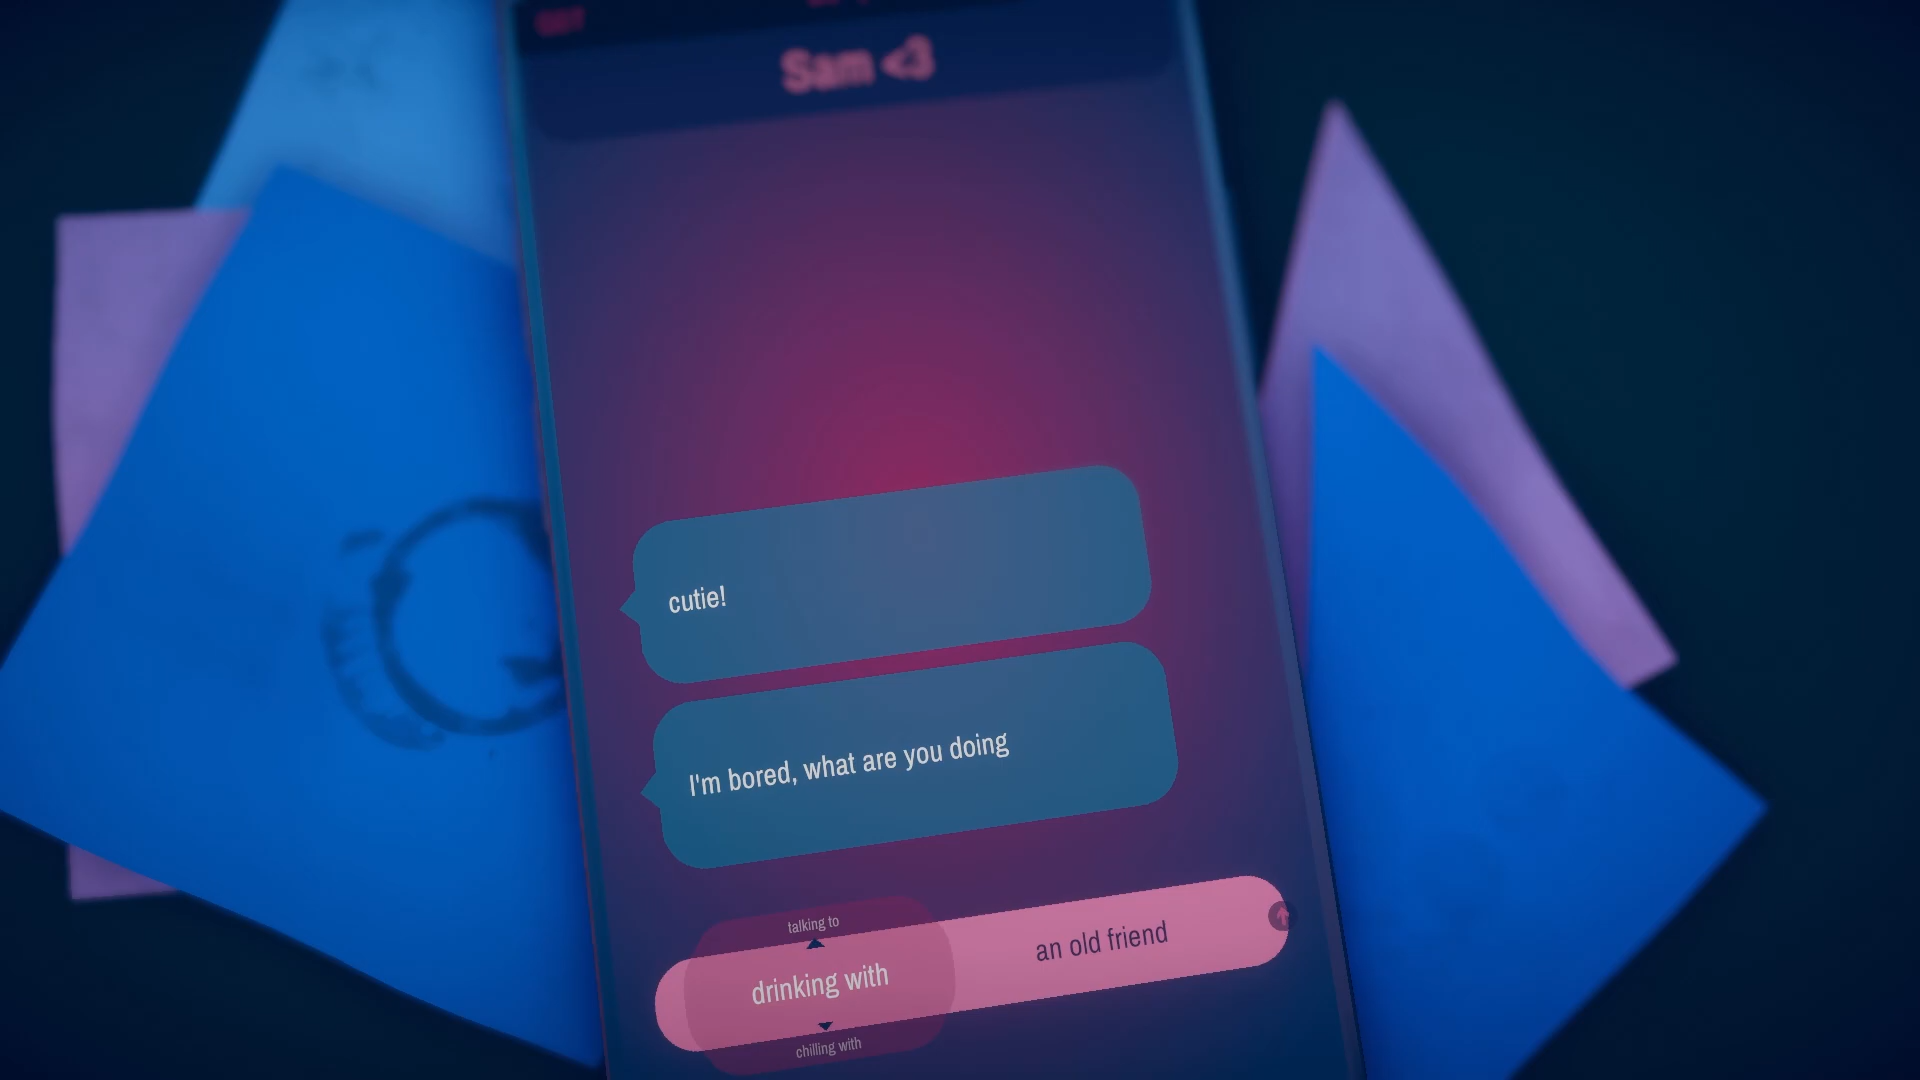 Sam <3
cutie!
I'm bored, what are you doing
talking to
drinking with an old friend
chilling with